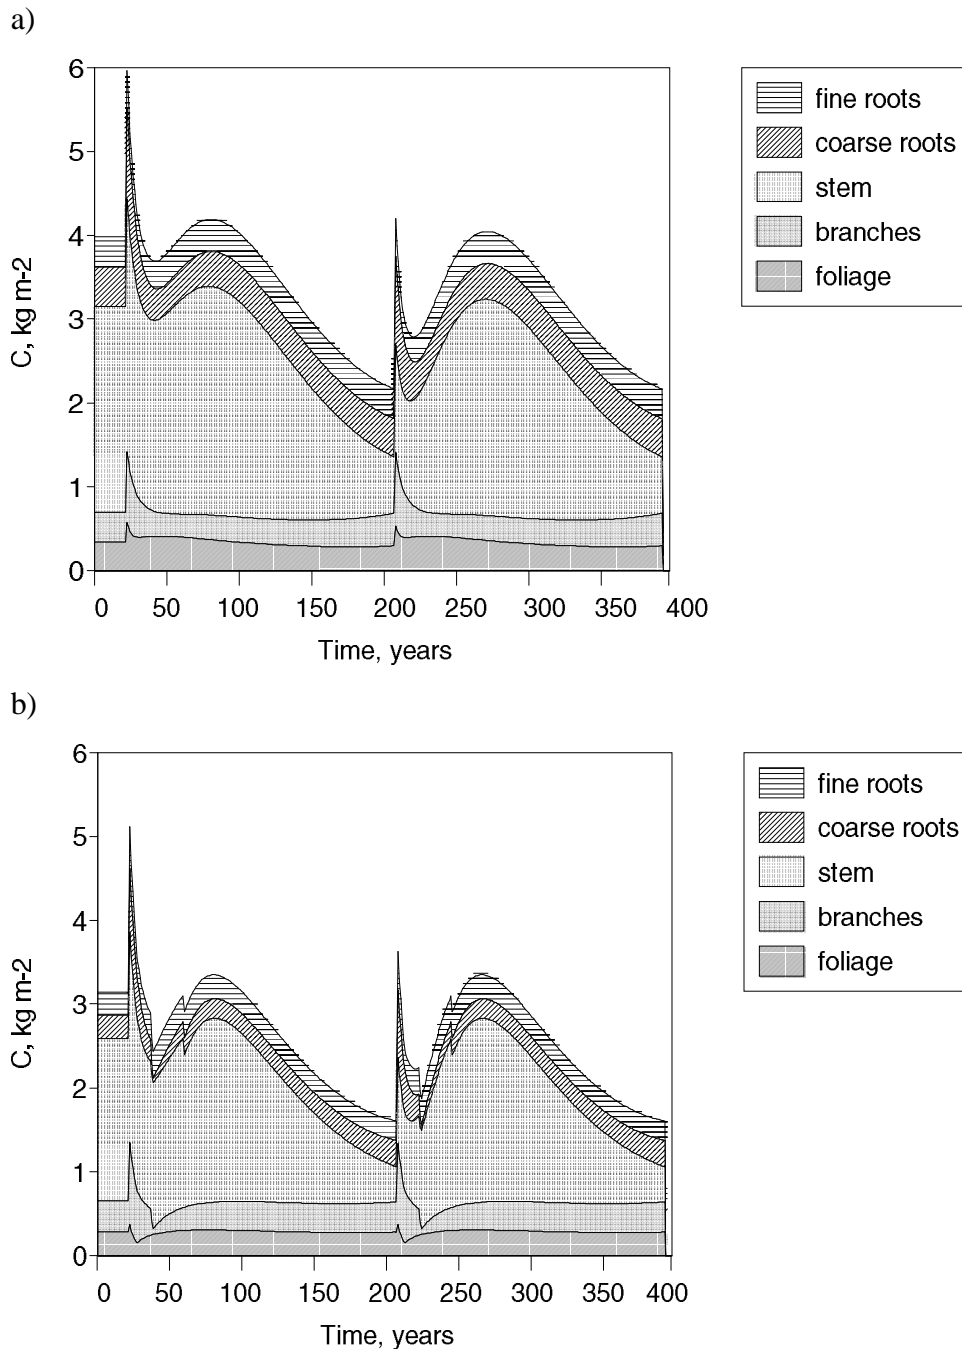 a)
6
5
4
3
2
1
0
C, kg m-2
0 50 100 150 200 250 300 350 400
Time, years
fine roots
coarse roots
stem
branches
foliage
b)
6
5
4
3
2
1
0
C, kg m-2
0 50 100 150 200 250 300 350 400
Time, years
fine roots
coarse roots
stem
branches
foliage